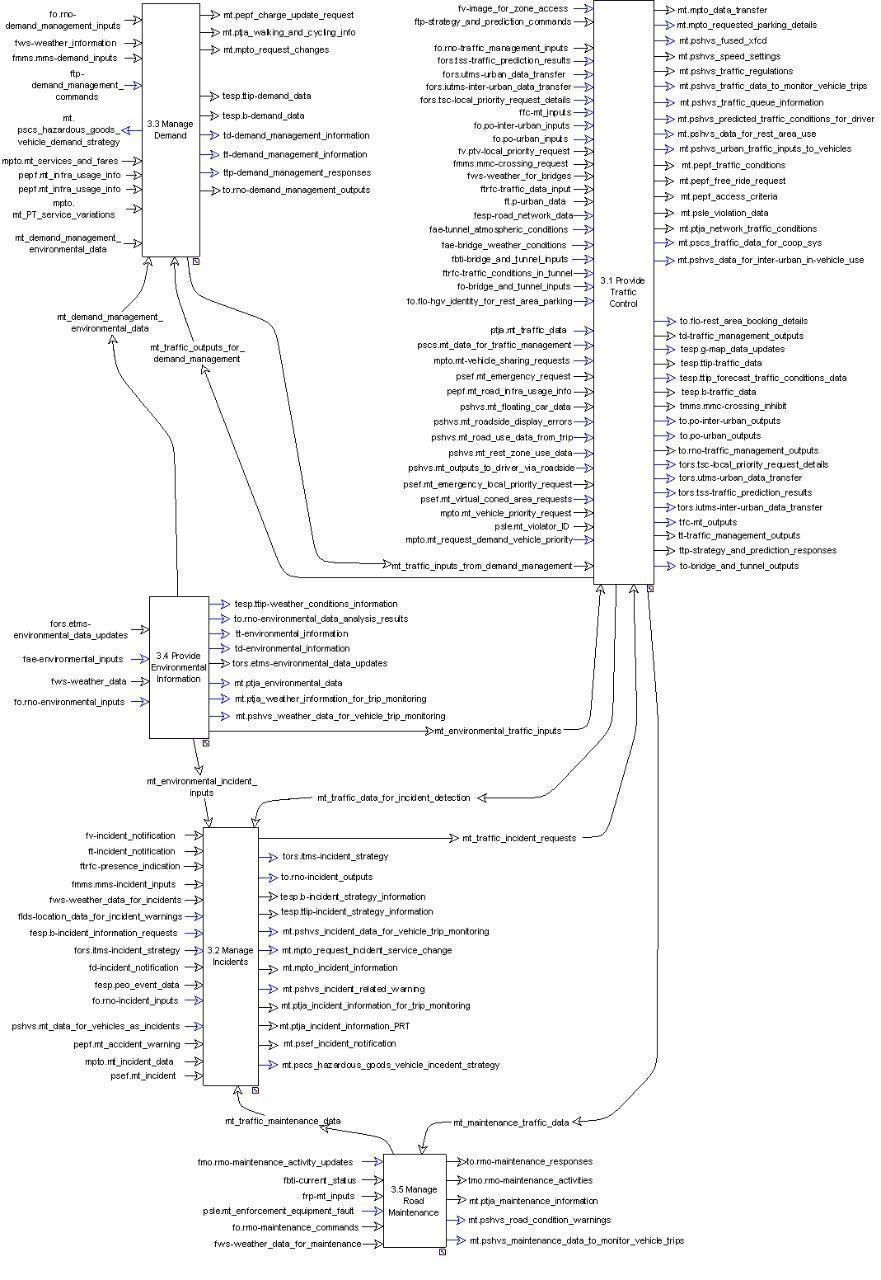 fo.rno-
demand_management_inputs
fws-weather_information
fmms.mms-demand_inputs
ftp-
demand_management_
commands
mt.
pscs_hazardous_goods_
vehicle_demand_strategy
mpto.mt_services_and_fares
pepf.mt_infra_usage_info
pepf.mt_infra_usage_info
mpto.
mt_PT_service_variations
mt_demand_management_
environmental_data
3.3 Manage
Demand
mt.pepf_charge_update_request
mt.ptja_walking_and_cycling_info
mt.mpto_request_changes
tesp.ttip-demand_data
tesp.b-demand_data
td-demand_management_information
tt-demand_management_information
ttp-demand_management_responses
to.rno-demand_management_outputs
fv-image_for_zone_access
ftp-strategy_and_prediction_commands
fo.rno-traffic_management_inputs
fors.tss-traffic_prediction_results
fors.utms-urban_data_transfer
fors.iutms-inter-urban_data_transfer
fors.tsc-local_priority_request_details
ffc-mt_inputs
fo.po-inter-urban_inputs
fo.po-urban_inputs
fv.ptv-local_priority_request
fmms.mmc-crossing_request
fws-weather_for_bridges
ftrfc-traffic_data_input
ft.p-urban_data
fesp-road_network_data
fae-tunnel_atmospheric_conditions
fae-bridge_weather_conditions
fbti-bridge_and_tunnel_inputs
ftrfc-traffic_conditions_in_tunnel
fo-bridge_and_tunnel_inputs
fo.flo-hgv_identity_for_rest_area_parking
ptja.mt_traffic_data
pscs.mt_data_for_traffic_management
mpto.mt-vehicle_sharing_requests
psef.mt_emergency_request
pepf.mt_road_infra_usage_info
pshvs.mt_floating_car_data
pshvs.mt_roadside_display_errors
pshvs.mt_road_use_data_from_trip
pshvs.mt_rest_zone_use_data
pshvs.mt_outputs_to_driver_via_roadside
psef.mt_emergency_local_priority_request
psef.mt_virtual_coned_area_requests
mpto.mt_vehicle_priority_request
psle.mt_violator_ID
mpto.mt_request_demand_vehicle_priority
mt_traffic_inputs_from_demand_management
3.1 Provide
Traffic
Control
mt.mpto_data_transfer
mt.mpto_requested_parking_details
mt.pshvs_fused_xfcd
mt.pshvs_speed_settings
mt.pshvs_traffic_regulations
mt.pshvs_traffic_data_to_monitor_vehicle_trips
mt.pshvs_traffic_queue_information
mt.pshvs_predicted_traffic_conditions_for_driver
mt.pshvs_data_for_rest_area_use
mt.pshvs_urban_traffic_inputs_to_vehicles
mt.pepf_traffic_conditions
mt.pepf_free_ride_request
mt.pepf_access_criteria
mt.psle_violation_data
mt.ptja_network_traffic_conditions
mt.pscs_traffic_data_for_coop_sys
mt.pshvs_data_for_inter-urban_in-vehicle_use
to.flo-rest_area_booking_details
td-traffic_management_outputs
tesp.g-map_data_updates
tesp.ttip-traffic_data
tesp.ttip_forecast_traffic_conditions_data
tesp.b-traffic_data
tmms.mmc-crossing_inhibit
to.po-inter-urban_outputs
to.po-urban_outputs
to.rno-traffic_management_outputs
tors.tsc-local_priority_request_details
tors.utms-urban_data_transfer
tors.tss-traffic_prediction_results
tors.iutms-inter-urban_data_transfer
tfc-mt_outputs
tt-traffic_management_outputs
ttp-strategy_and_prediction_responses
to-bridge_and_tunnel_outputs
mt_demand_management_
environmental_data
mt_traffic_outputs_for_
demand_management
fors.etms-
environmental_data_updates
fae-environmental_inputs
fws-weather_data
fo.rno-environmental_inputs
3.4 Provide
Environmental
Information
tesp.ttip-weather_conditions_information
to.rno-environmental_data_analysis_results
tt-environmental_information
td-environmental_information
tors.etms-environmental_data_updates
mt.ptja_environmental_data
mt.ptja_weather_information_for_trip_monitoring
mt.pshvs_weather_data_for_vehicle_trip_monitoring
mt_environmental_traffic_inputs
mt_environmental_incident_
inputs
mt_traffic_data_for_incident_detection
mt_traffic_incident_requests
fv-incident_notification
ft-incident_notification
ftrfc-presence_indication
fmms.mms-incident_inputs
fws-weather_data_for_incidents
flds-location_data_for_incident_warnings
fesp.b-incident_information_requests
fors.itms-incident_strategy
fd-incident_notification
fesp.peo_event_data
fo.rno-incident_inputs
pshvs.mt_data_for_vehicles_as_incidents
pepf.mt_accident_warning
mpto.mt_incident_data
psef.mt_incident
3.2 Manage
Incidents
tors.itms-incident_strategy
to.rno-incident_outputs
tesp.b-incident_strategy_information
tesp.ttip-incident_strategy_information
mt.pshvs_incident_data_for_vehicle_trip_monitoring
mt.mpto_request_incident_service_change
mt.mpto_incident_information
mt.pshvs_incident_related_warning
mt.ptja_incident_information_for_trip_monitoring
mt.ptja_incident_information_PRT
mt.psef_incident_notification
mt.pscs_hazardous_goods_vehicle_incedent_strategy
mt_traffic_maintenance_data
mt_maintenance_traffic_data
fmo.rmo-maintenance_activity_updates
fbti-current_status
frp-mt_inputs
psle.mt_enforcement_equipment_fault
fo.rmo-maintenance_commands
fws-weather_data_for_maintenance
3.5 Manage
Road
Maintenance
to.rmo-maintenance_responses
tmo.rmo-maintenance_activities
mt.ptja_maintenance_information
mt.pshvs_road_condition_warnings
mt.pshvs_maintenance_data_to_monitor_vehicle_trips